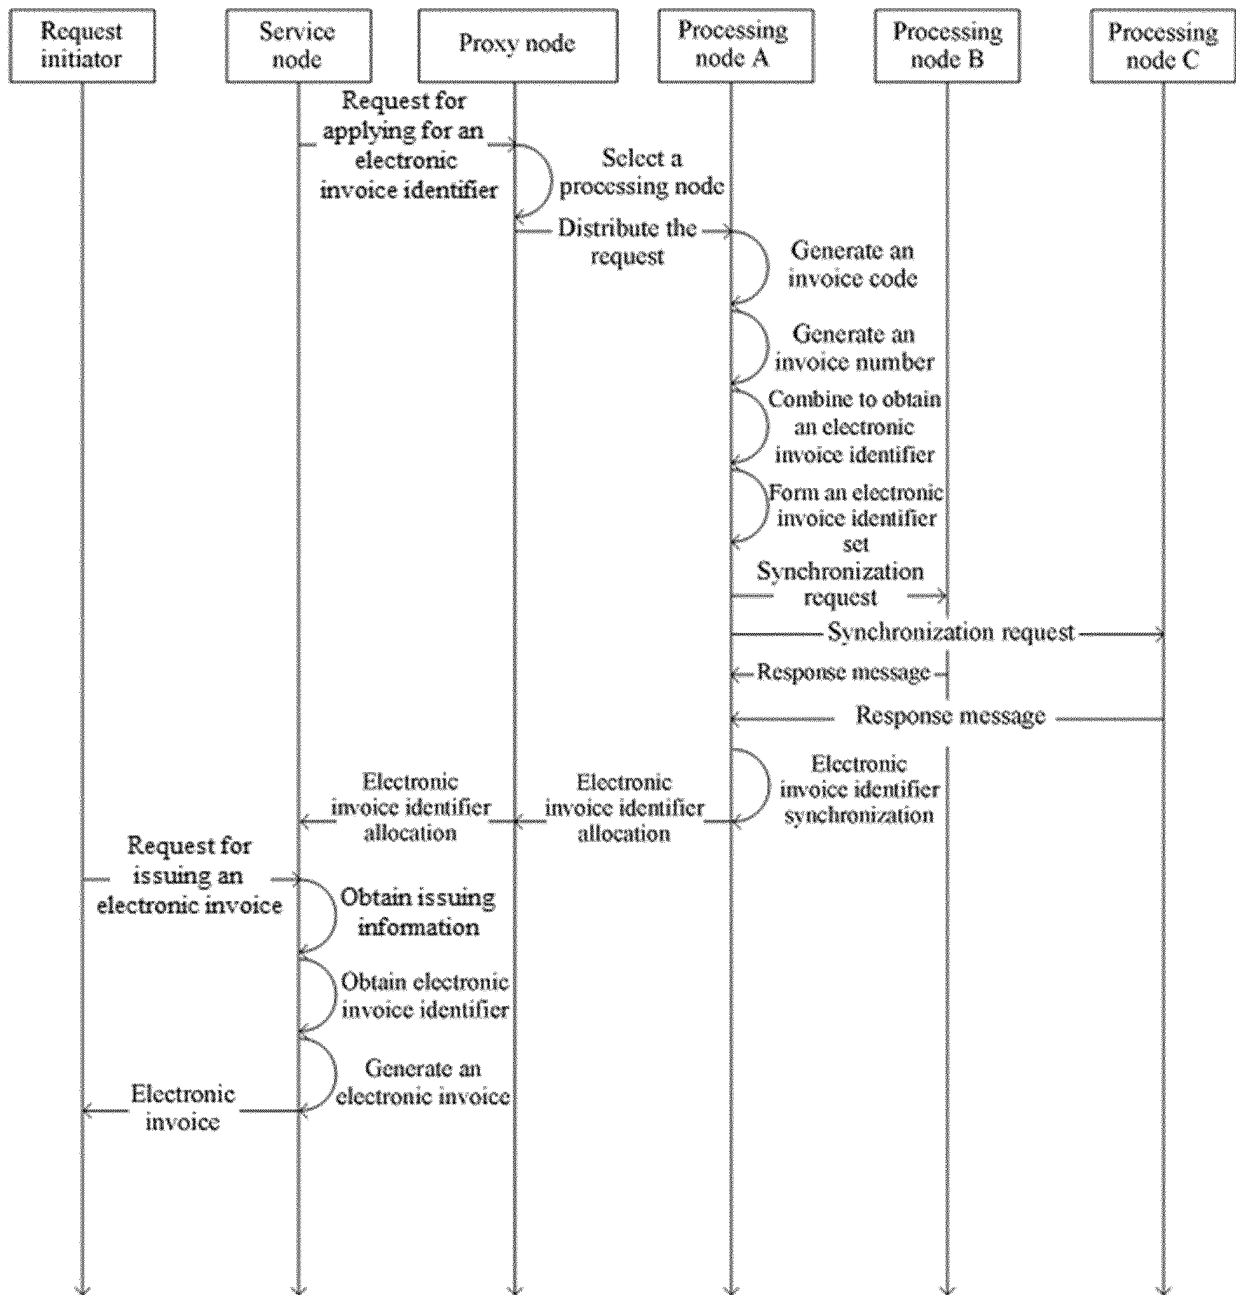 Request
initiator
Service
node
Proxy node
Processing
node A
Processing
node B
Processing
node C
Request for
applying for an
electronic
invoice identifier
Select a
processing node
Distribute the
request
Generate an
invoice code
Generate an
invoice number
Combine to obtain
an electronic
invoice identifier
Form an electronic
invoice identifier
set
Synchronization
request
Synchronization request
Response message
Response message
Electronic
invoice identifier
synchronization
Electronic
invoice identifier
allocation
Electronic
invoice identifier
allocation
Request for
issuing an
electronic invoice
Obtain issuing
information
Obtain electronic
invoice identifier
Generate an
electronic invoice
Electronic
invoice